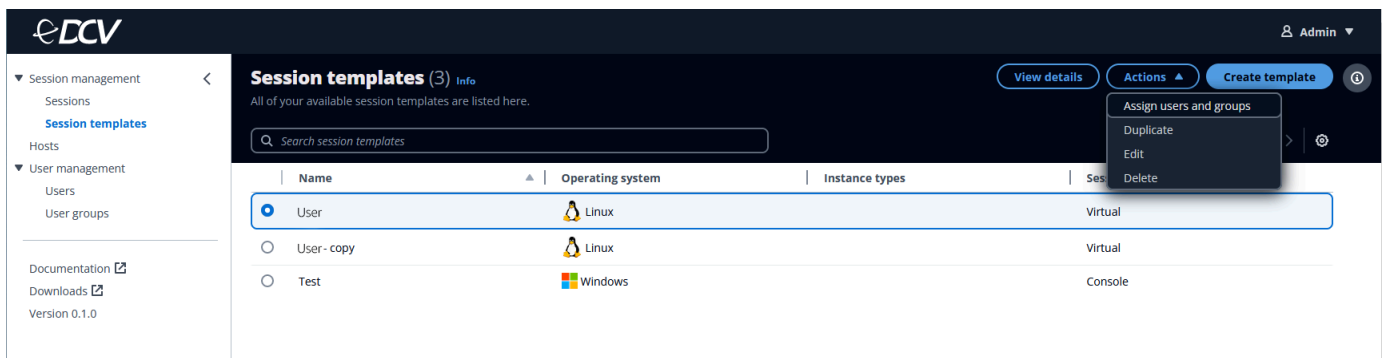 eDCV
Admin
Session management
Sessions
Session templates
Hosts
User management
Users
User groups
Documentation
Downloads
Version 0.1.0
Session templates (3) Info
All of your available session templates are listed here.
View details
Actions
Create template
Assign users and groups
Duplicate
Edit
Delete
Search session templates
Name Operating system Instance types Ses
User Linux Virtual
User-copy Linux Virtual
Test Windows Console